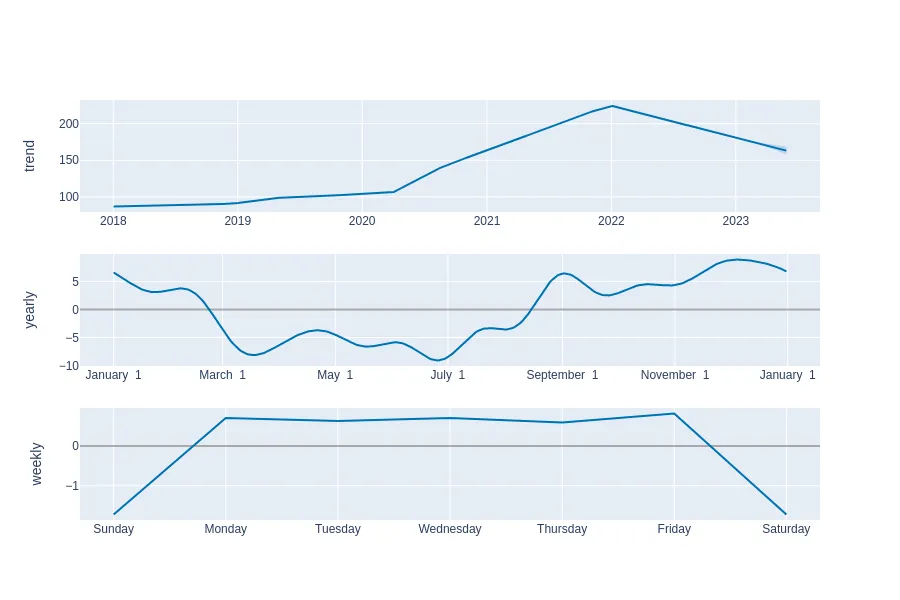 trend
200
150
100
2018 2019 2020 2021 2022 2023
yearly
5
0
−5
−10
January 1 March 1 May 1 July 1 September 1 November 1 January 1
weekly
0
−1
Sunday Monday Tuesday Wednesday Thursday Friday Saturday